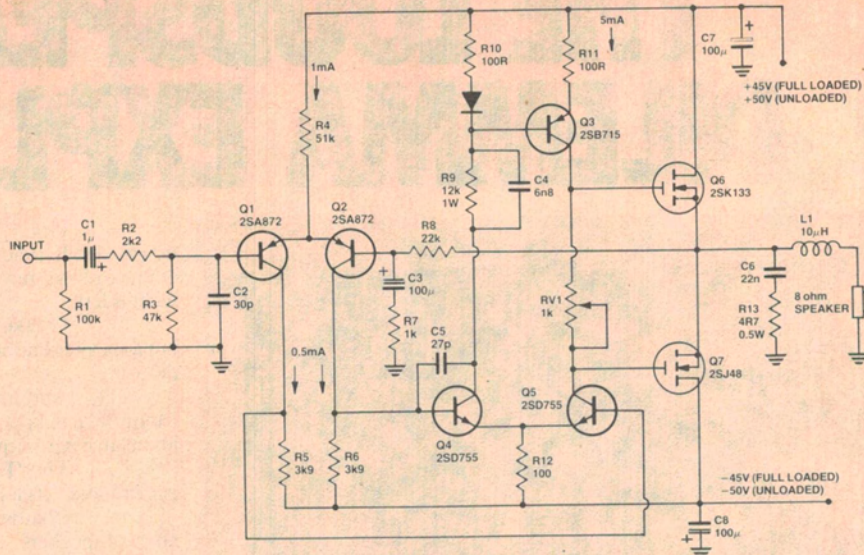 5mA
C7
100µ
+
R10
100R
R11
100R
1mA
+45V (FULL LOADED)
+50V (UNLOADED)
R4
51k
Q3
2SB715
R9
12k
1W
C4
6n8
Q6
2SK133
L1
10µH
C1
1µ
+
R2
2k2
Q1
2SA872
Q2
2SA872
R8
22k
INPUT
+
C3
100µ
C6
22n
R1
100k
R3
47k
C2
30p
R7
1k
RV1
1k
R13
4R7
0.5W
8 ohm
SPEAKER
C5
27p
0.5mA
Q7
2SJ48
Q5
2SD755
Q4
2SD755
R5
3k9
R6
3k9
R12
100
−45V (FULL LOADED)
−50V (UNLOADED)
C8
100µ
+